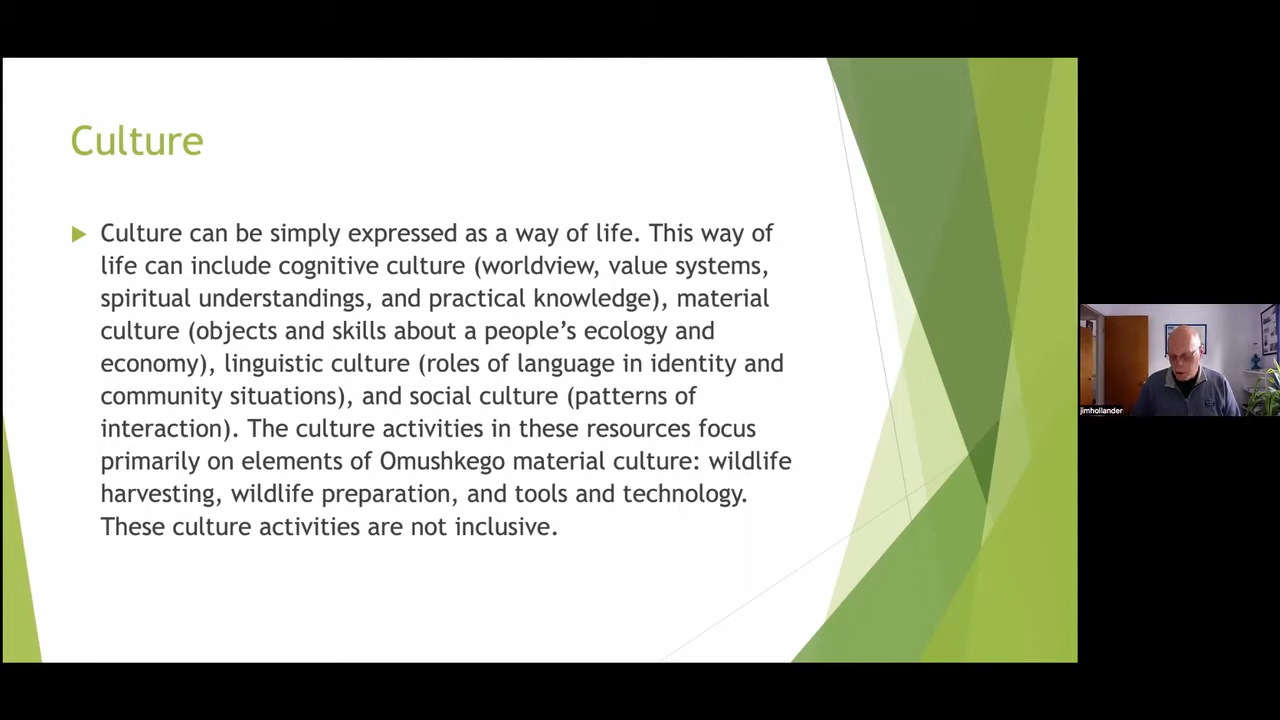 Culture
Culture can be simply expressed as a way of life. This way of
life can include cognitive culture (worldview, value systems,
spiritual understandings, and practical knowledge), material
culture (objects and skills about a people’s ecology and
economy), linguistic culture (roles of language in identity and
community situations), and social culture (patterns of
interaction). The culture activities in these resources focus
primarily on elements of Omushkego material culture: wildlife
harvesting, wildlife preparation, and tools and technology.
These culture activities are not inclusive.
jimhollander